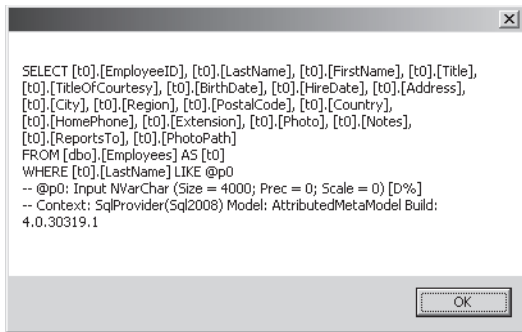 SELECT [t0].[EmployeeID], [t0].[LastName], [t0].[FirstName], [t0].[Title],
[t0].[TitleOfCourtesy], [t0].[BirthDate], [t0].[HireDate], [t0].[Address],
[t0].[City], [t0].[Region], [t0].[PostalCode], [t0].[Country],
[t0].[HomePhone], [t0].[Extension], [t0].[Photo], [t0].[Notes],
[t0].[ReportsTo], [t0].[PhotoPath]
FROM [dbo].[Employees] AS [t0]
WHERE [t0].[LastName] LIKE @p0
-- @p0: Input NVarChar (Size = 4000; Prec = 0; Scale = 0) [D%]
-- Context: SqlProvider(Sql2008) Model: AttributedMetaModel Build:
4.0.30319.1
OK